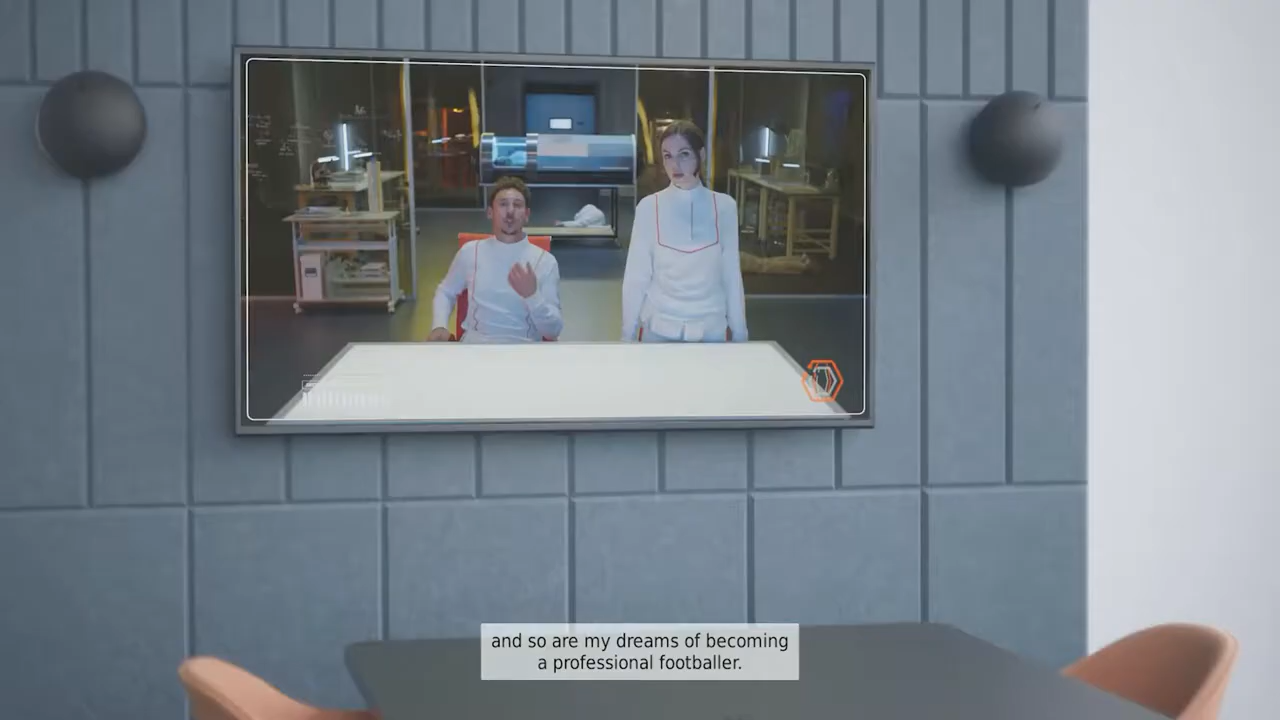 and so are my dreams of becoming
a professional footballer.